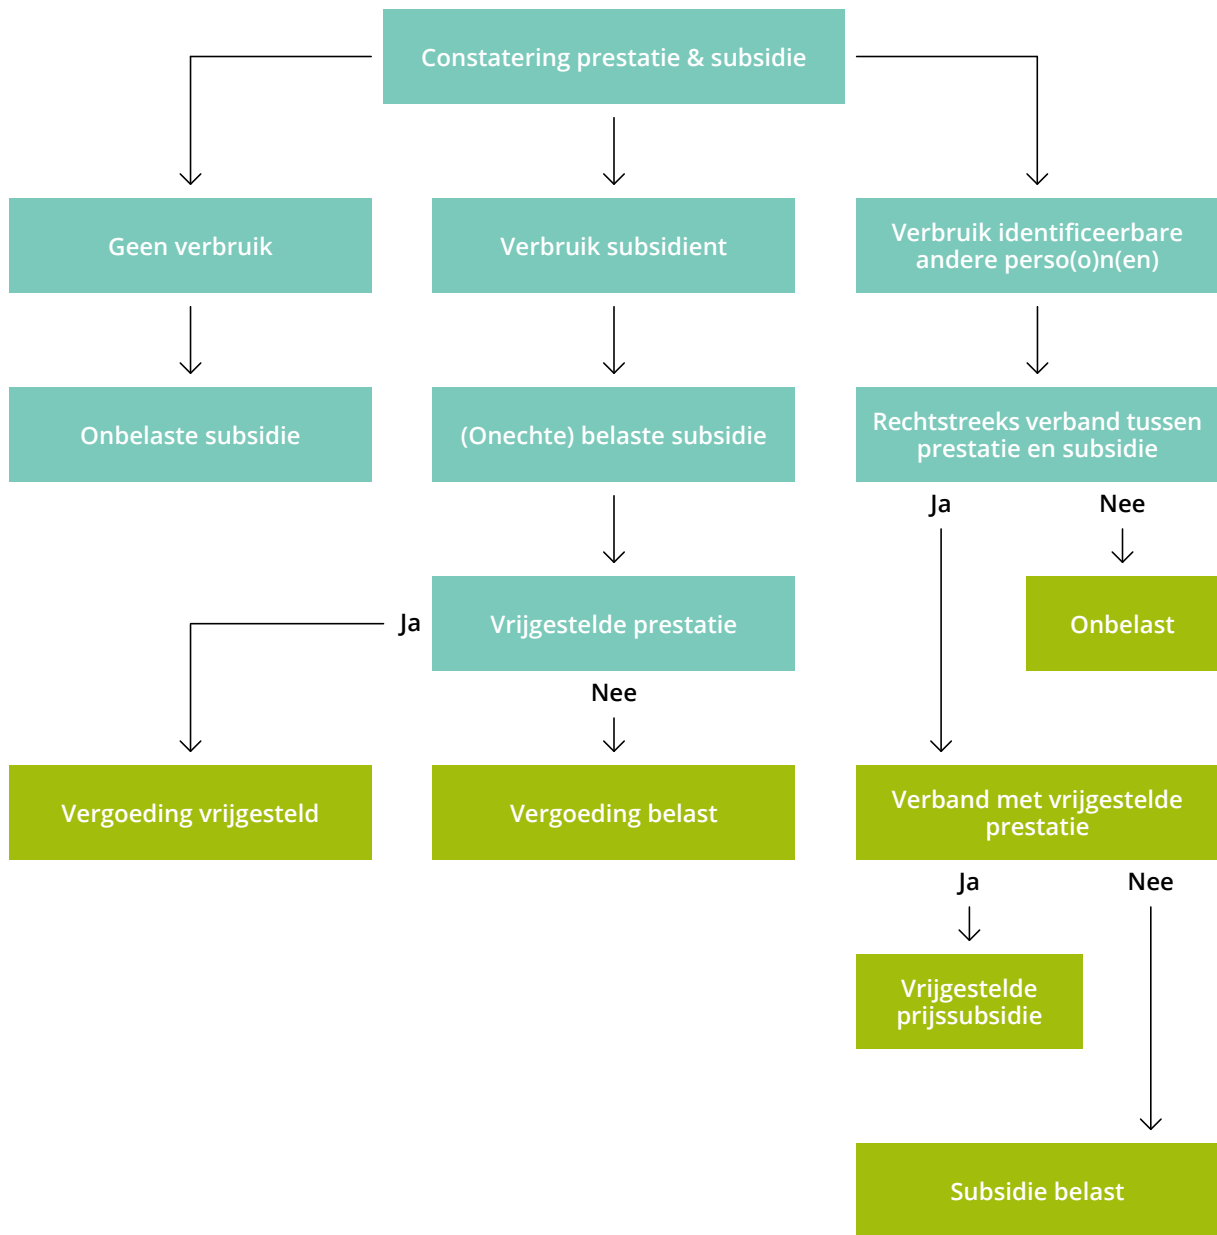 Constatering prestatie & subsidie
Geen verbruik
Verbruik subsidient
Verbruik identificeerbare
andere perso(o)n(en)
Onbelaste subsidie
(Onechte) belaste subsidie
Rechtstreeks verband tussen
prestatie en subsidie
Ja
Nee
Vrijgestelde prestatie
Ja
Nee
Onbelast
Vergoeding vrijgesteld
Vergoeding belast
Verband met vrijgestelde
prestatie
Ja
Nee
Vrijgestelde
prijssubsidie
Subsidie belast